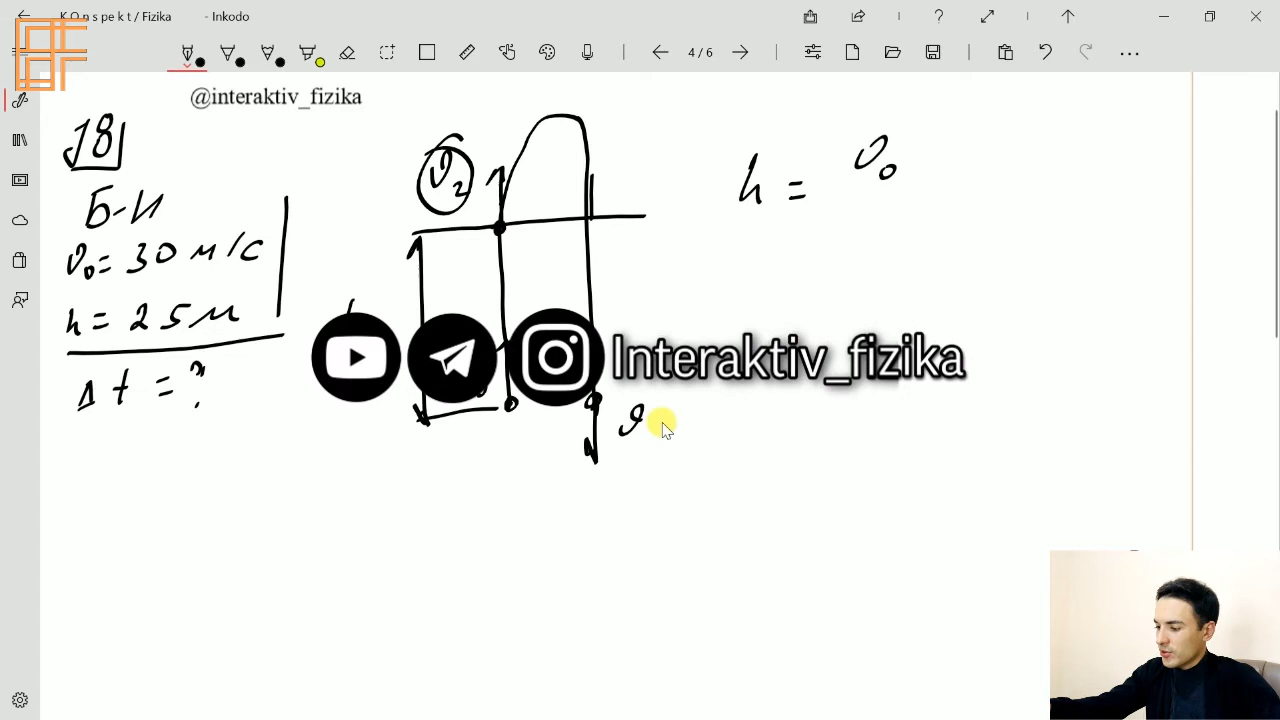 K O n s pe k t / Fizika - Inkodo
4 / 6
@interaktiv_fizika
18
Б-И
υ₀ = 30 м/с
h = 25 м
Δt = ?
υ₂
h = υ₀
Interaktiv_fizika
υ